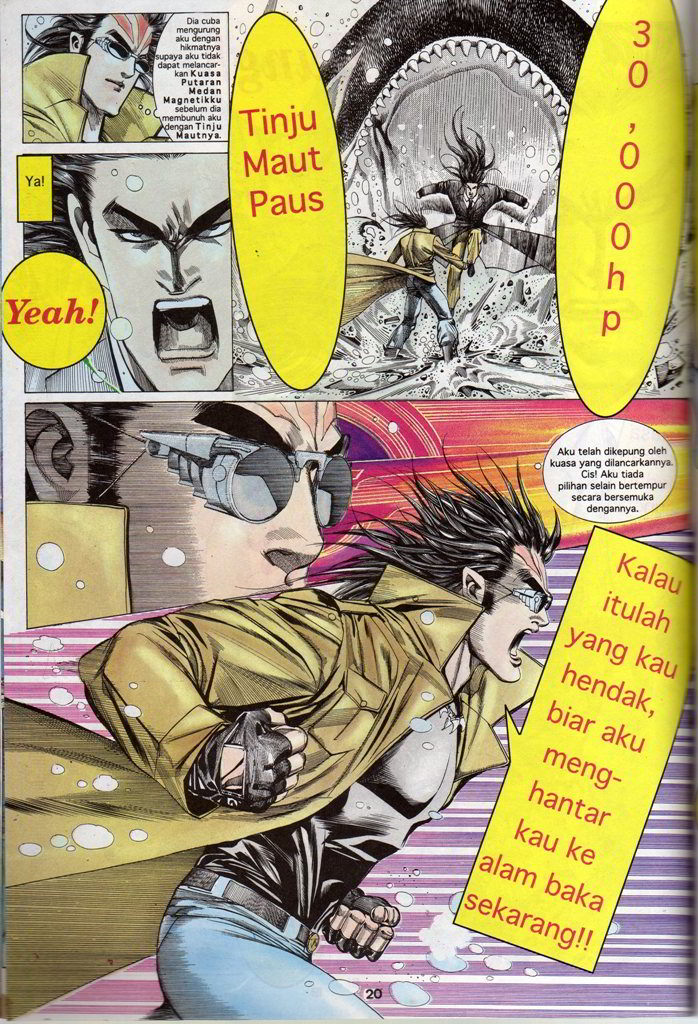 Dia cuba
mengurung
aku dengan
hikmatnya
supaya aku tidak
dapat melancar-
kan Kuasa
Putaran
Medan
Magnetikku
sebelum dia
membunuh aku
dengan Tinju
Mautnya.
Ya!
Yeah!
Tinju
Maut
Paus
30,000hp
Aku telah dikepung oleh
kuasa yang dilancarkannya.
Cis! Aku tiada
pilihan selain bertempur
secara bersemuka
dengannya.
Kalau
itulah
yang kau
hendak,
biar aku
meng-
hantar
kau ke
alam baka
sekarang!!
20